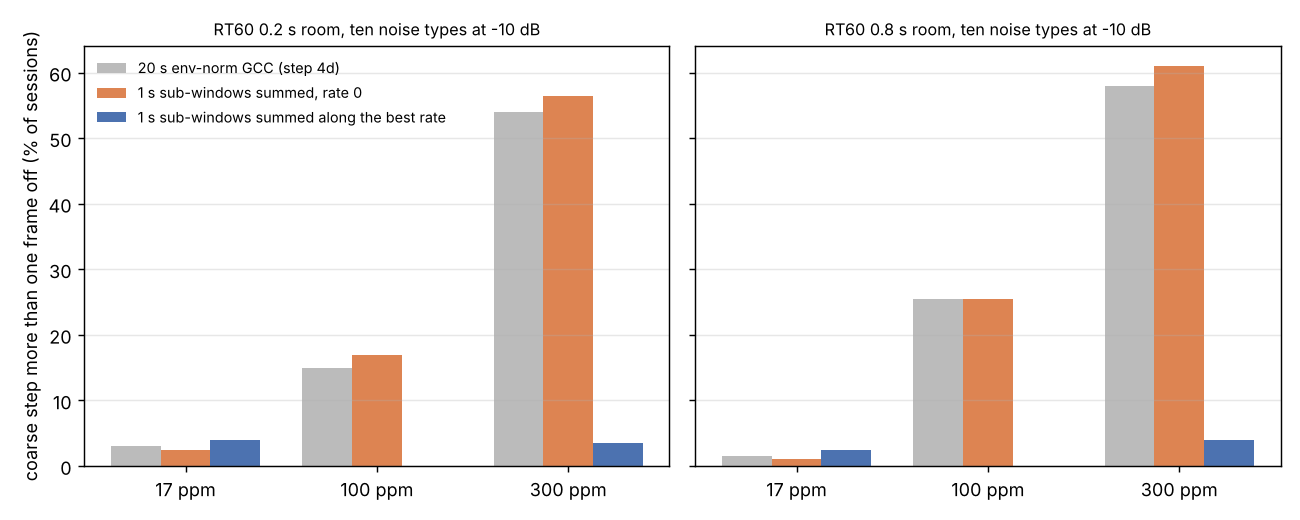 RT60 0.2 s room, ten noise types at -10 dB
RT60 0.8 s room, ten noise types at -10 dB
coarse step more than one frame off (% of sessions)
60
50
40
30
20
10
0
20 s env-norm GCC (step 4d)
1 s sub-windows summed, rate 0
1 s sub-windows summed along the best rate
17 ppm
100 ppm
300 ppm
17 ppm
100 ppm
300 ppm